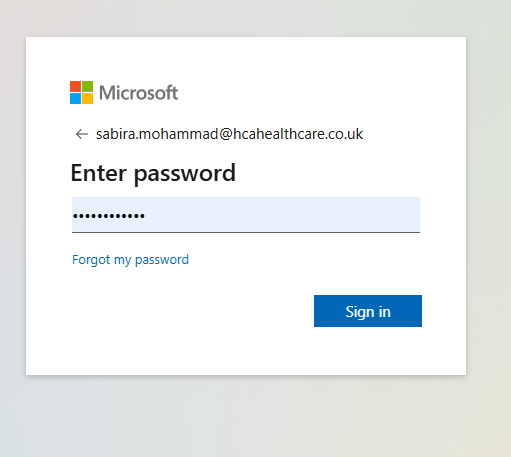 Microsoft
← sabira.mohammad@hcahealthcare.co.uk
Enter password
••••••••••••
Forgot my password
Sign in